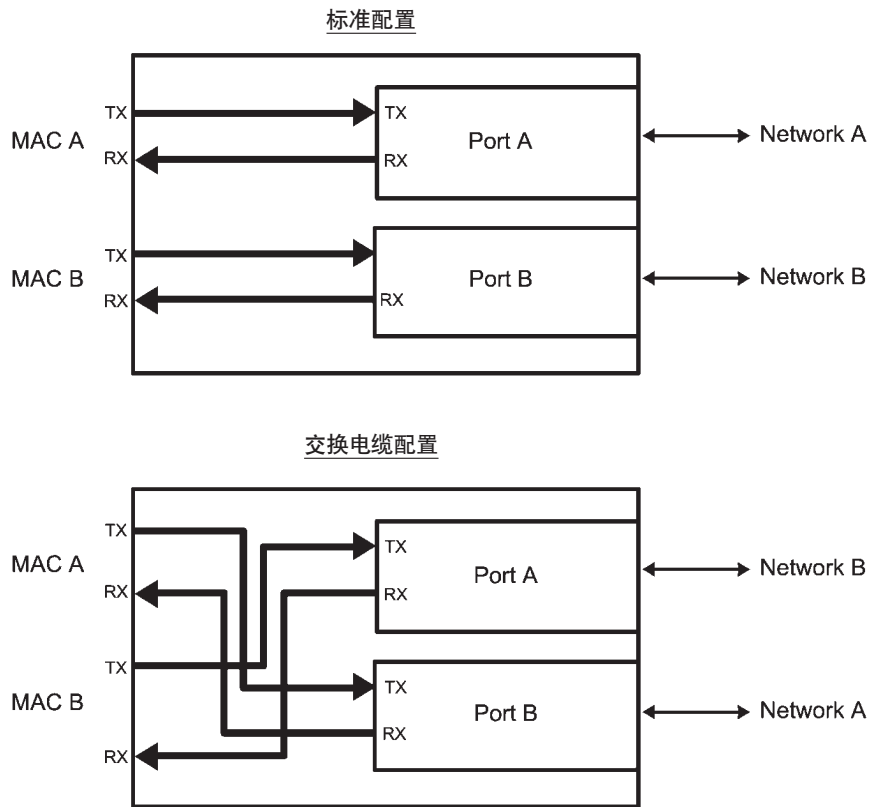 标准配置
TX
TX
MAC A
Port A
Network A
RX
RX
TX
MAC B
Port B
Network B
RX
RX
交换电缆配置
TX
TX
MAC A
Port A
Network B
RX
RX
TX
TX
MAC B
Port B
Network A
RX
RX